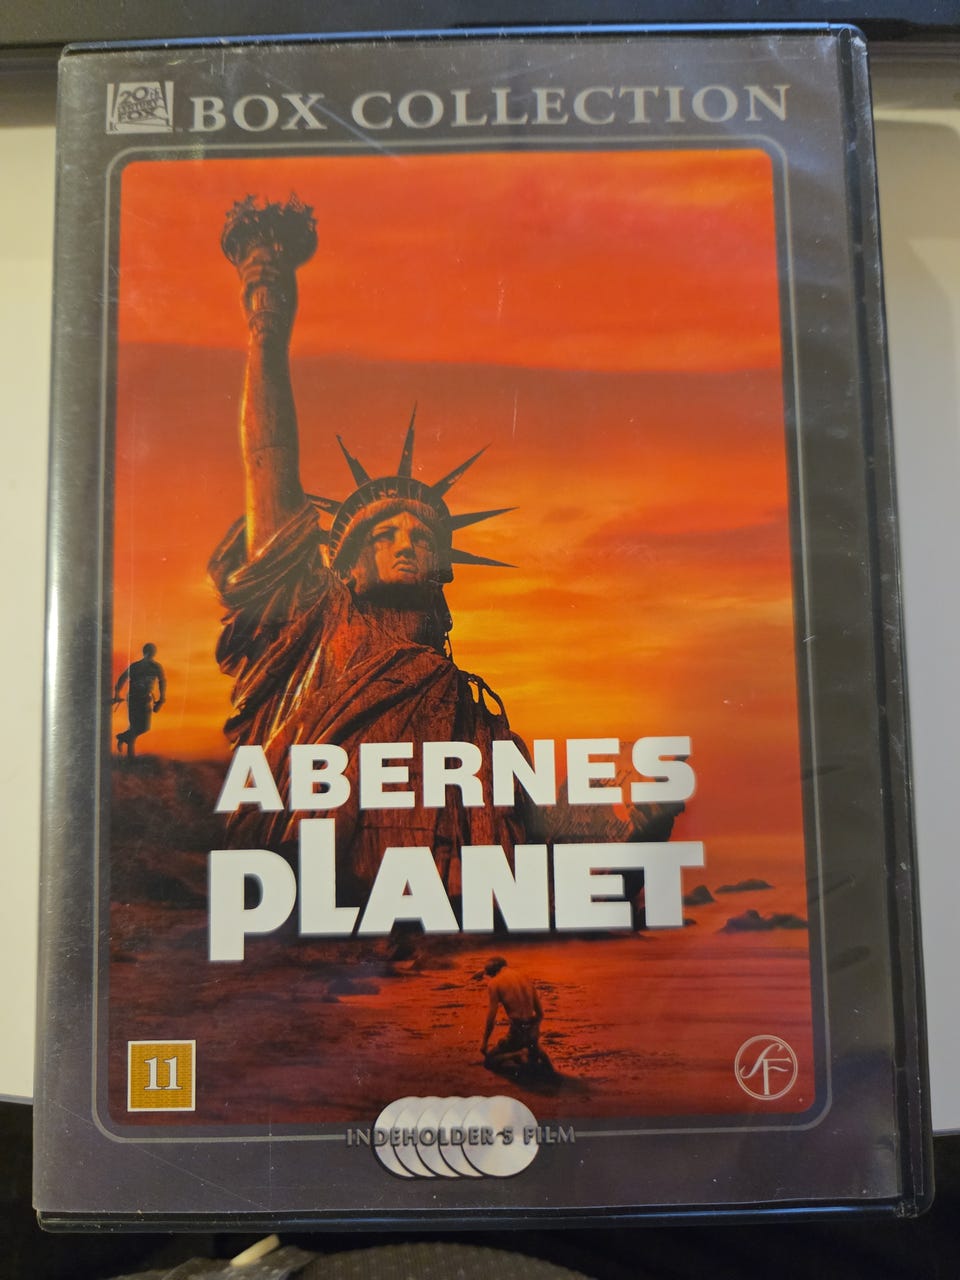 20th
CENTURY
FOX
BOX COLLECTION
ABERNES
PLANET
11
SF
INDEHOLDER 5 FILM